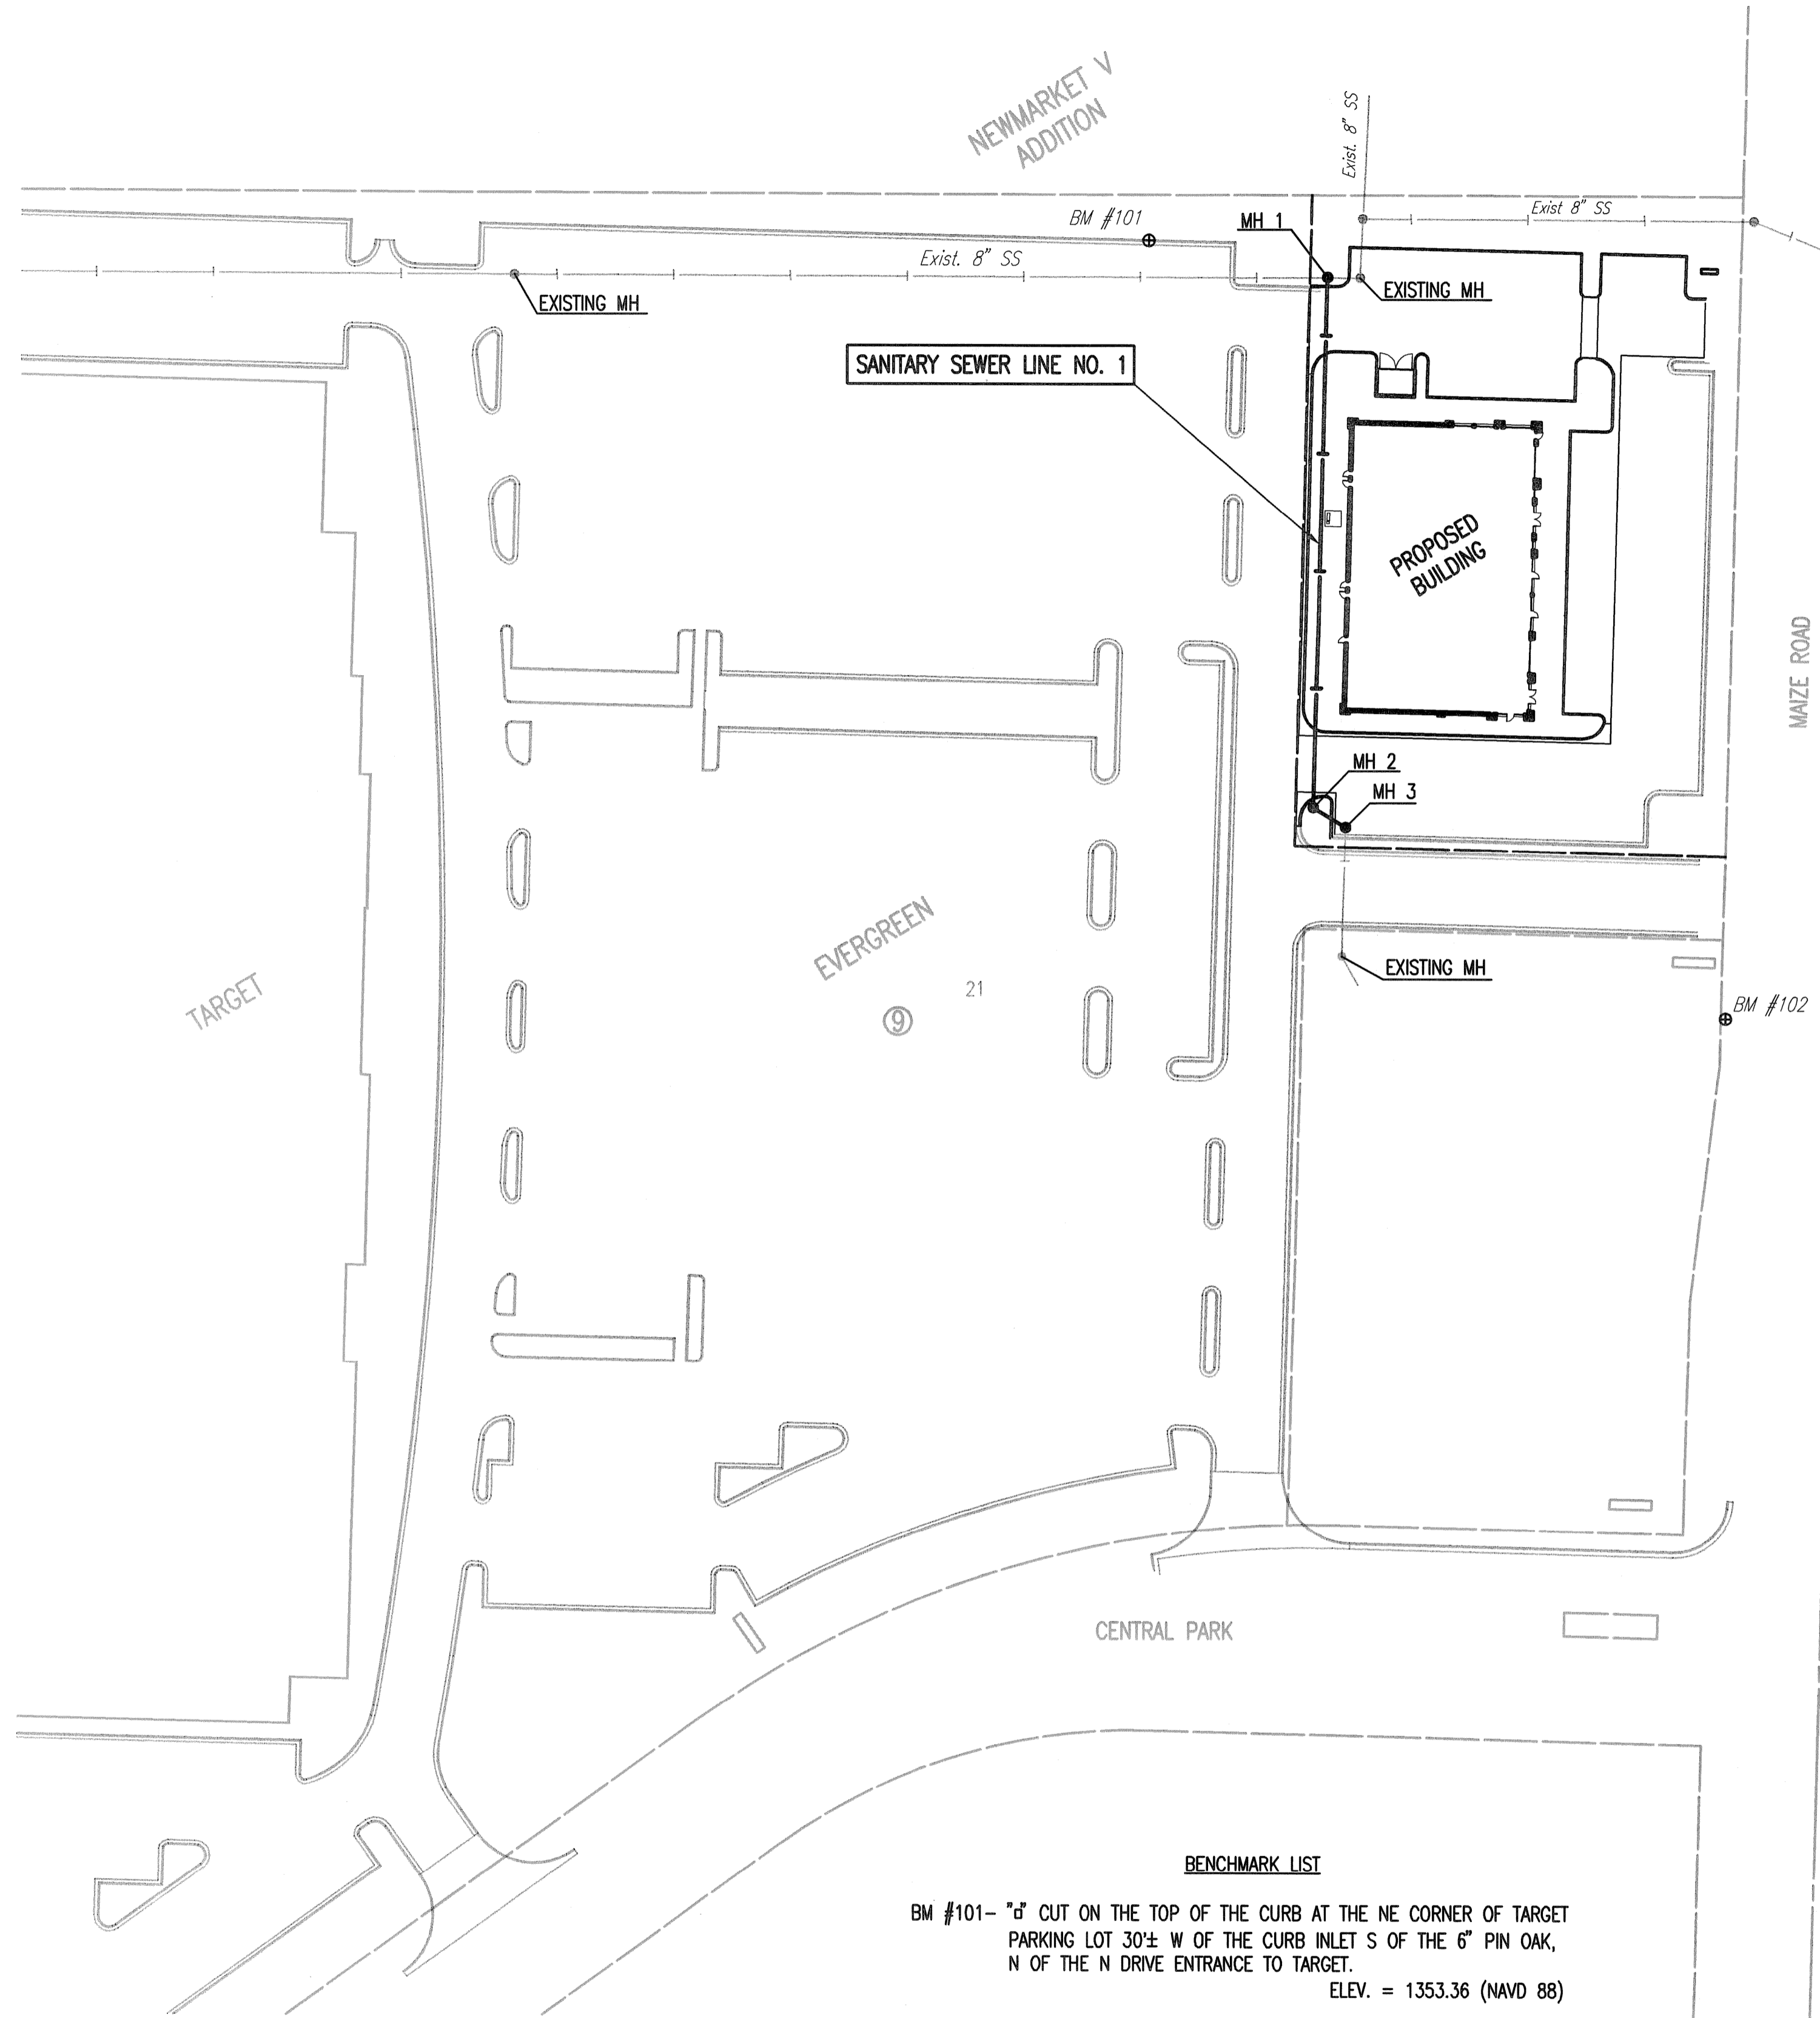 NEWMARKET V
ADDITION
Exist. 8" SS
Exist 8" SS
BM #101
MH 1
Exist. 8" SS
EXISTING MH
EXISTING MH
SANITARY SEWER LINE NO. 1
PROPOSED
BUILDING
MAIZE ROAD
MH 2
MH 3
EVERGREEN
EXISTING MH
TARGET
21
9
BM #102
CENTRAL PARK
BENCHMARK LIST
BM #101- "□" CUT ON THE TOP OF THE CURB AT THE NE CORNER OF TARGET
PARKING LOT 30'± W OF THE CURB INLET S OF THE 6" PIN OAK,
N OF THE N DRIVE ENTRANCE TO TARGET.
ELEV. = 1353.36 (NAVD 88)